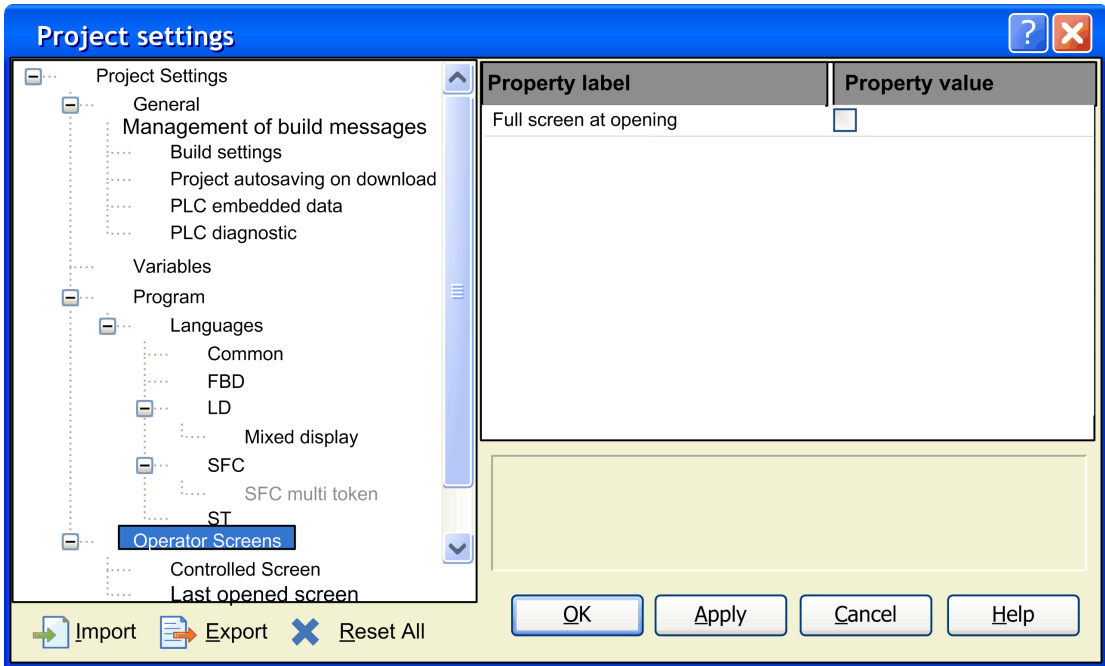 Project settings
?
Project Settings
General
Management of build messages
Build settings
Project autosaving on download
PLC embedded data
PLC diagnostic
Variables
Program
Languages
Common
FBD
LD
Mixed display
SFC
SFC multi token
ST
Operator Screens
Controlled Screen
Last opened screen
Property label Property value
Full screen at opening
Import Export Reset All
OK Apply Cancel Help